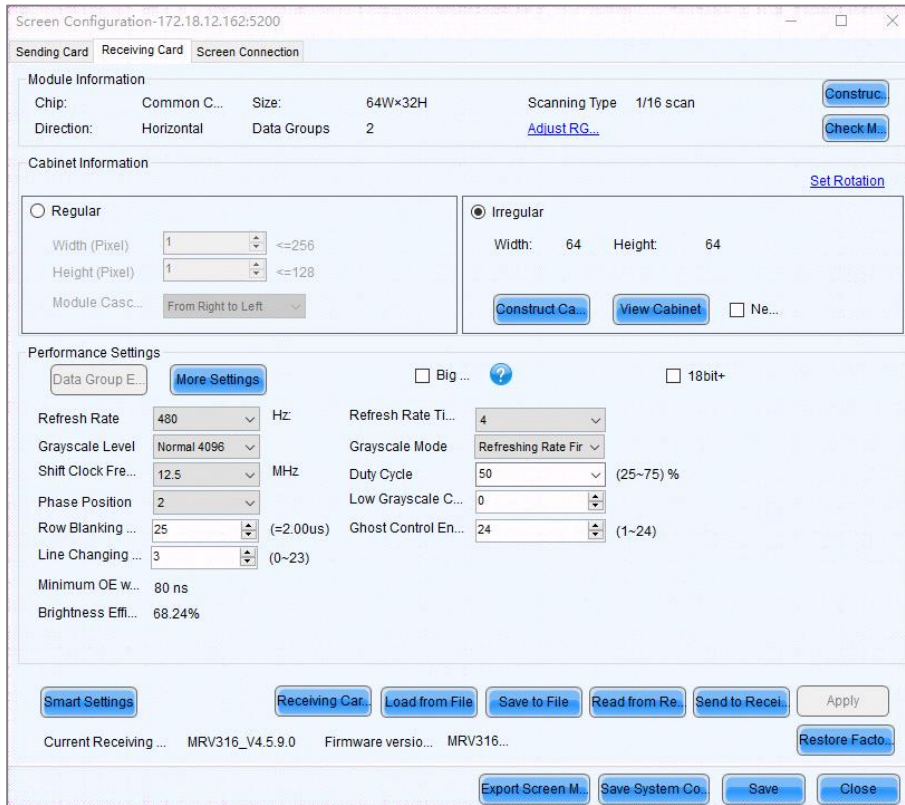 Screen Configuration-172.18.12.162:5200
Sending Card Receiving Card Screen Connection
Module Information
Chip: Common C... Size: 64W×32H Scanning Type 1/16 scan Construc...
Direction: Horizontal Data Groups 2 Adjust RG... Check M...
Cabinet Information
Set Rotation
Regular
Width (Pixel) 1 <=256
Height (Pixel) 1 <=128
Module Casc... From Right to Left
Irregular
Width: 64 Height: 64
Construct Ca... View Cabinet Ne...
Performance Settings
Data Group E... More Settings Big ... ? 18bit+
Refresh Rate 480 Hz: Refresh Rate Ti... 4
Grayscale Level Normal 4096 Grayscale Mode Refreshing Rate Fir
Shift Clock Fre... 12.5 MHz Duty Cycle 50 (25~75) %
Phase Position 2 Low Grayscale C... 0
Row Blanking ... 25 (=2.00us) Ghost Control En... 24 (1~24)
Line Changing ... 3 (0~23)
Minimum OE w... 80 ns
Brightness Effi... 68.24%
Smart Settings Receiving Car... Load from File Save to File Read from Re... Send to Recei... Apply
Current Receiving ... MRV316_V4.5.9.0 Firmware versio... MRV316... Restore Facto...
Export Screen M... Save System Co... Save Close